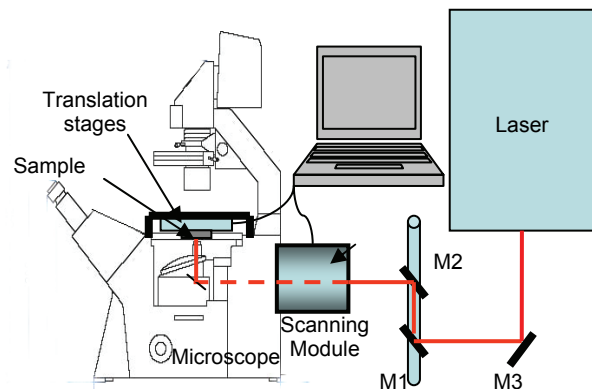 Translation
stages
Sample
Laser
M2
Scanning
Module
Microscope
M1
M3